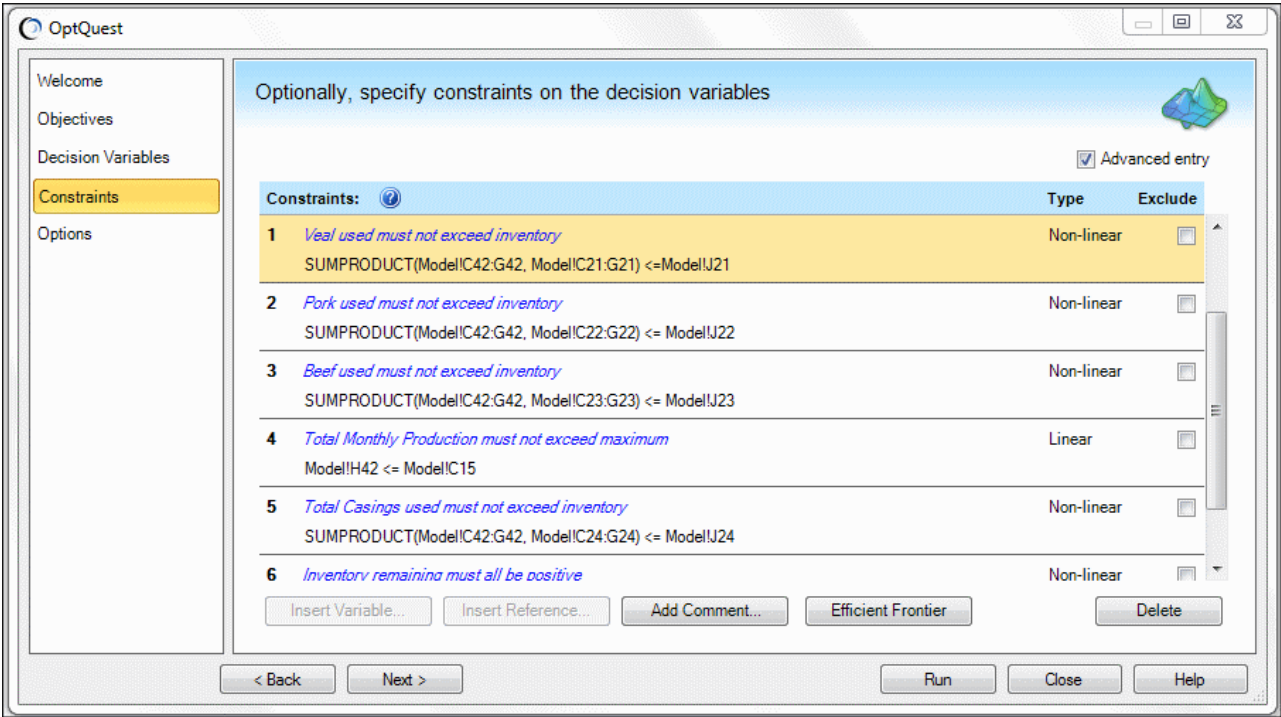 OptQuest
Welcome
Objectives
Decision Variables
Constraints
Options
Optionally, specify constraints on the decision variables
Advanced entry
Constraints: Type Exclude
1 Veal used must not exceed inventory Non-linear
SUMPRODUCT(Model!C42:G42, Model!C21:G21) <=Model!J21
2 Pork used must not exceed inventory Non-linear
SUMPRODUCT(Model!C42:G42, Model!C22:G22) <= Model!J22
3 Beef used must not exceed inventory Non-linear
SUMPRODUCT(Model!C42:G42, Model!C23:G23) <= Model!J23
4 Total Monthly Production must not exceed maximum Linear
Model!H42 <= Model!C15
5 Total Casings used must not exceed inventory Non-linear
SUMPRODUCT(Model!C42:G42, Model!C24:G24) <= Model!J24
6 Inventory remaining must all be positive Non-linear
Insert Variable... Insert Reference... Add Comment... Efficient Frontier Delete
< Back Next > Run Close Help